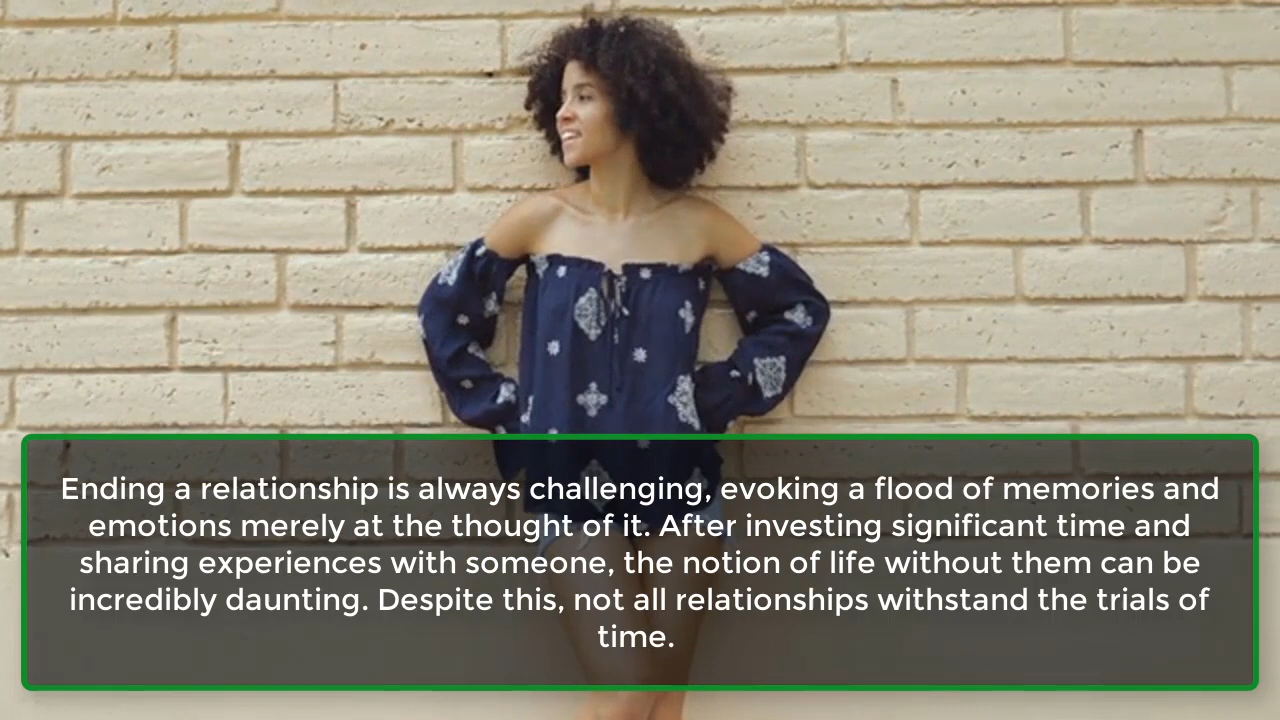 Ending a relationship is always challenging, evoking a flood of memories and
emotions merely at the thought of it. After investing significant time and
sharing experiences with someone, the notion of life without them can be
incredibly daunting. Despite this, not all relationships withstand the trials of
time.